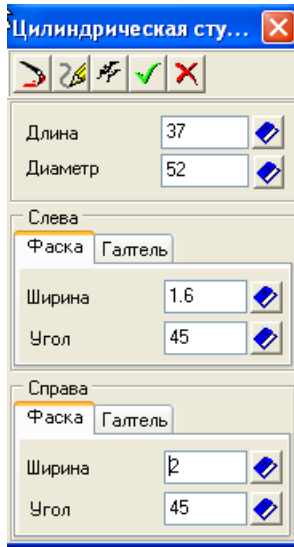 Цилиндрическая сту...
Длина 37
Диаметр 52
Слева
Фаска Галтель
Ширина 1.6
Угол 45
Справа
Фаска Галтель
Ширина 2
Угол 45